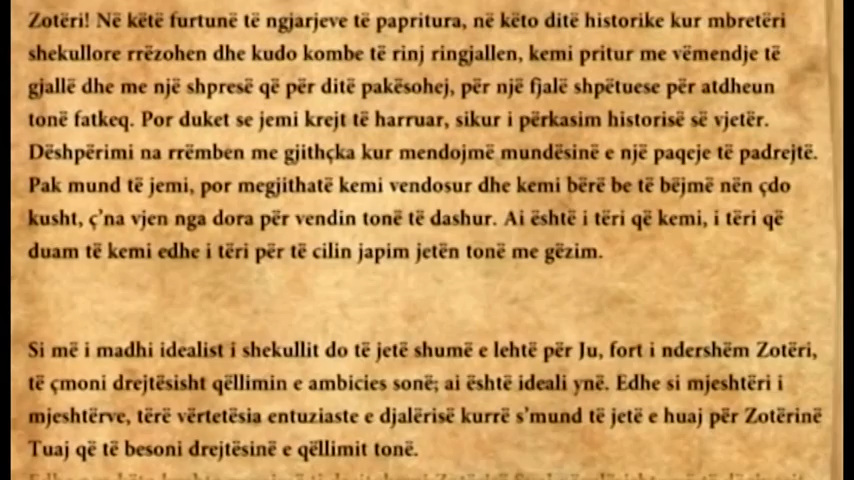 Zotëri! Në këtë furtunë të ngjarjeve të papritura, në këto ditë historike kur mbretëri
shekullore rrëzohen dhe kudo kombe të rinj ringjallen, kemi pritur me vëmendje të
gjallë dhe me një shpresë që për ditë pakësohej, për një fjalë shpëtuese për atdheun
tonë fatkeq. Por duket se jemi krejt të harruar, sikur i përkasim historisë së vjetër.
Dëshpërimi na rrëmben me gjithçka kur mendojmë mundësinë e një paqeje të padrejtë.
Pak mund të jemi, por megjithatë kemi vendosur dhe kemi bërë be të bëjmë nën çdo
kusht, ç'na vjen nga dora për vendin tonë të dashur. Ai është i tëri që kemi, i tëri që
duam të kemi edhe i tëri për të cilin japim jetën tonë me gëzim.
Si më i madhi idealist i shekullit do të jetë shumë e lehtë për Ju, fort i ndershëm Zotëri,
të çmoni drejtësisht qëllimin e ambicies sonë; ai është ideali ynë. Edhe si mjeshtëri i
mjeshtërve, tërë vërtetësia entuziaste e djalërisë kurrë s'mund të jetë e huaj për Zotërinë
Tuaj që të besoni drejtësinë e qëllimit tonë.